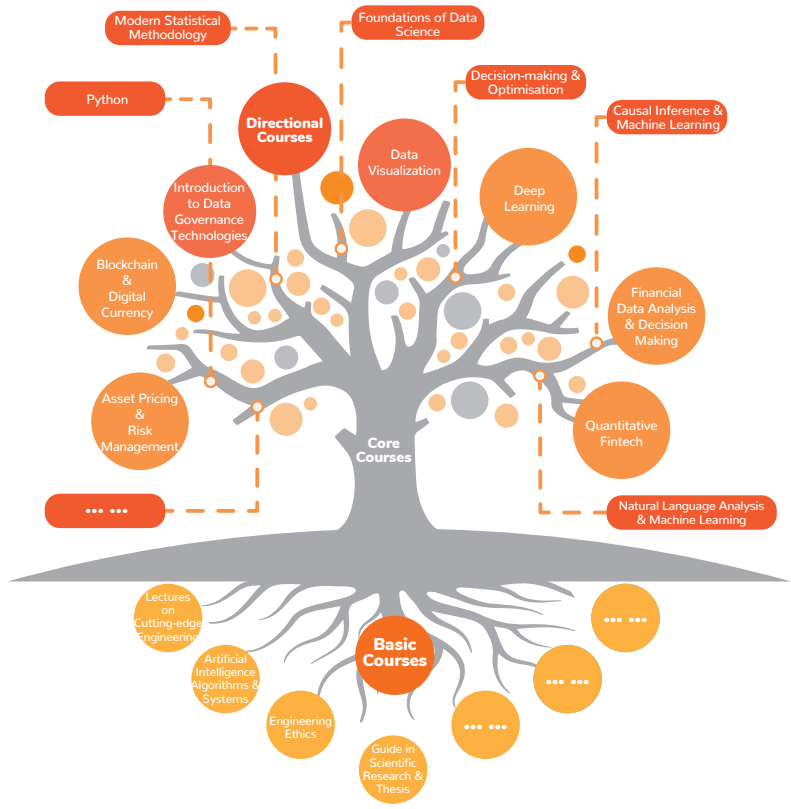 Modern Statistical
Methodology
Foundations of Data
Science
Python
Decision-making &
Optimisation
Causal Inference &
Machine Learning
Directional
Courses
Data
Visualization
Introduction
to Data
Governance
Technologies
Deep
Learning
Blockchain
&
Digital
Currency
Financial
Data Analysis
& Decision
Making
Asset Pricing
&
Risk
Management
Quantitative
Fintech
Core
Courses
... ...
Natural Language Analysis
& Machine Learning
Lectures
on
Cutting-edge
Engineering
... ...
Basic
Courses
Artificial
Intelligence
Algorithms &
Systems
... ...
Engineering
Ethics
... ...
Guide in
Scientific
Research &
Thesis